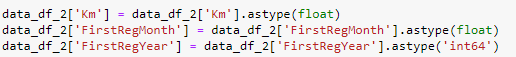 data_df_2['Km'] = data_df_2['Km'].astype(float)
data_df_2['FirstRegMonth'] = data_df_2['FirstRegMonth'].astype(float)
data_df_2['FirstRegYear'] = data_df_2['FirstRegYear'].astype('int64')